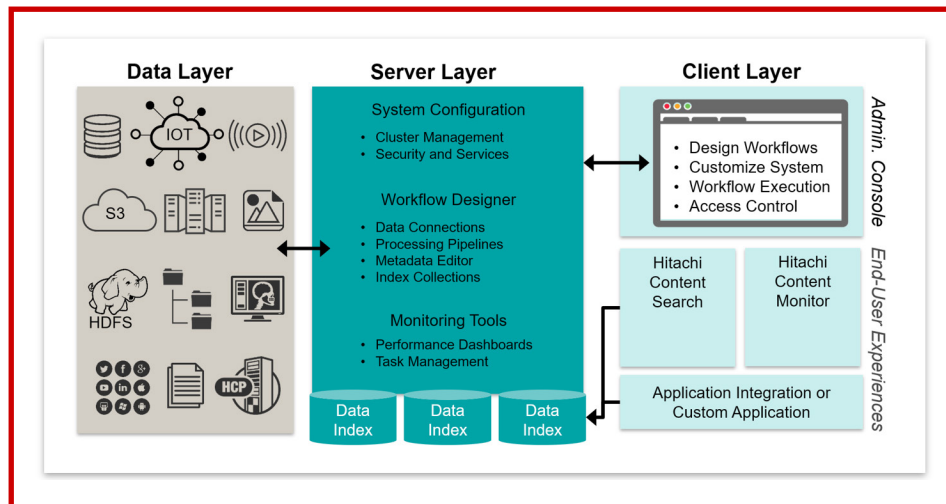 Data Layer
IOT
S3
HDFS
HCP
Server Layer
System Configuration
• Cluster Management
• Security and Services
Workflow Designer
• Data Connections
• Processing Pipelines
• Metadata Editor
• Index Collections
Monitoring Tools
• Performance Dashboards
• Task Management
Data
Index
Data
Index
Data
Index
Client Layer
• Design Workflows
• Customize System
• Workflow Execution
• Access Control
Admin. Console
Hitachi
Content
Search
Hitachi
Content
Monitor
Application Integration or
Custom Application
End-User Experiences